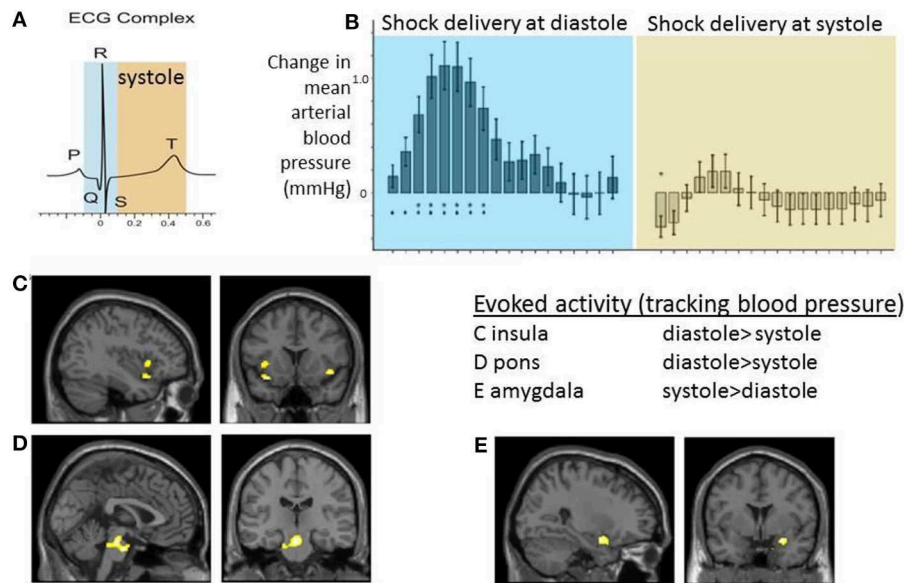 A
ECG Complex
R
systole
P
T
Q
S
0
0.2
0.4
0.6
B
Shock delivery at diastole
Shock delivery at systole
Change in
mean
arterial
blood
pressure
(mmHg)
1.0
0
* * * * * *
* * * * * * * *
*
C
Evoked activity (tracking blood pressure)
C insula diastole>systole
D pons diastole>systole
E amygdala systole>diastole
D
E